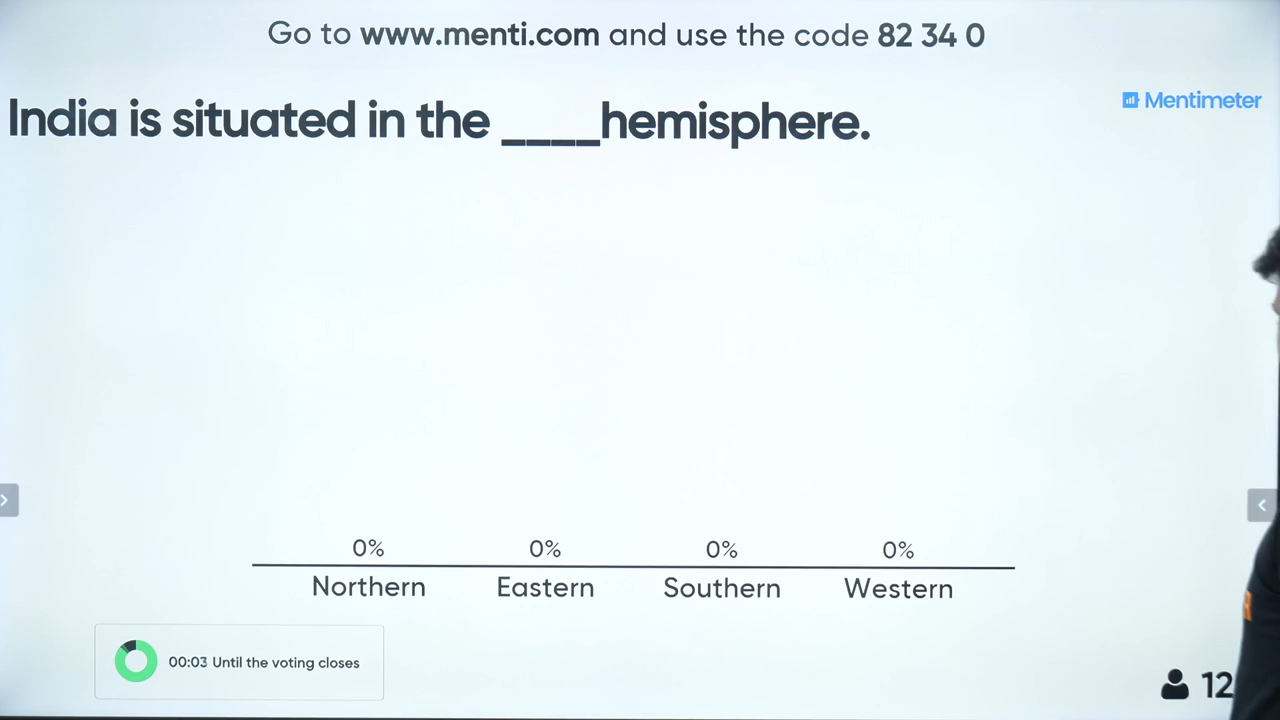 Go to www.menti.com and use the code 82 34 0
Mentimeter
India is situated in the ____hemisphere.
0% 0% 0% 0%
Northern Eastern Southern Western
00:03 Until the voting closes
12